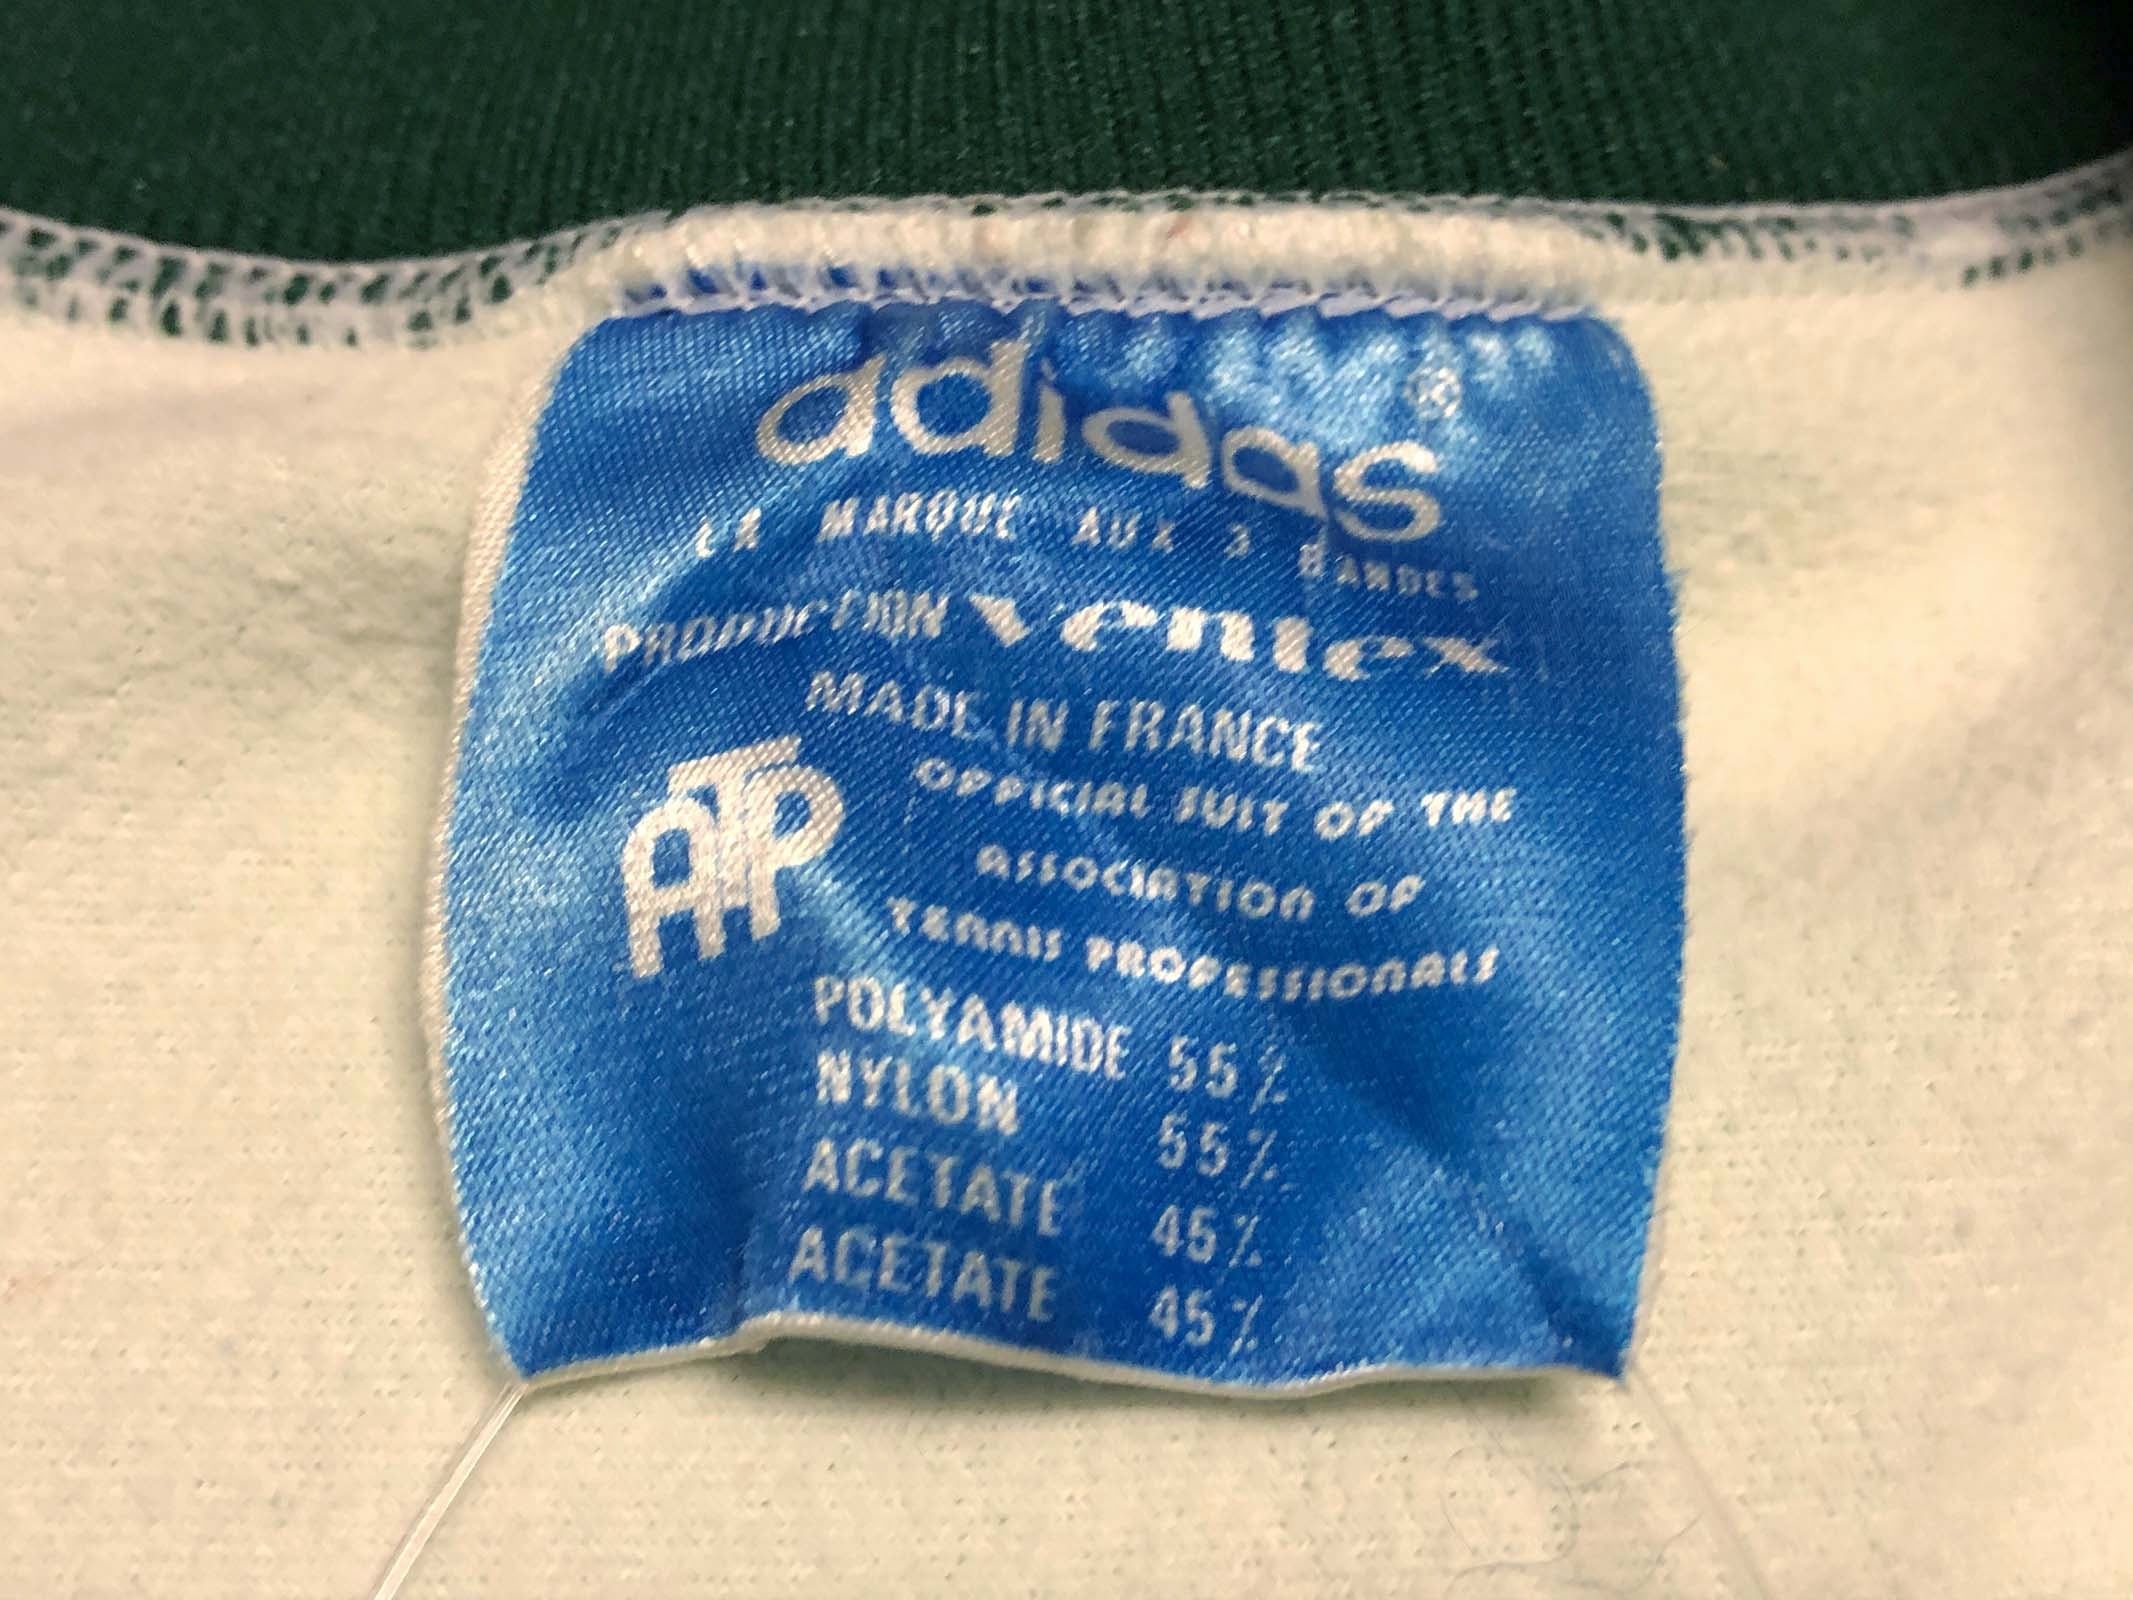 adidas®
LA MARQUE AUX 3 BANDES
PRODUCTION ventex
MADE IN FRANCE
ATP
OFFICIAL SUIT OF THE
ASSOCIATION OF
TENNIS PROFESSIONALS
POLYAMIDE 55%
NYLON 55%
ACETATE 45%
ACETATE 45%